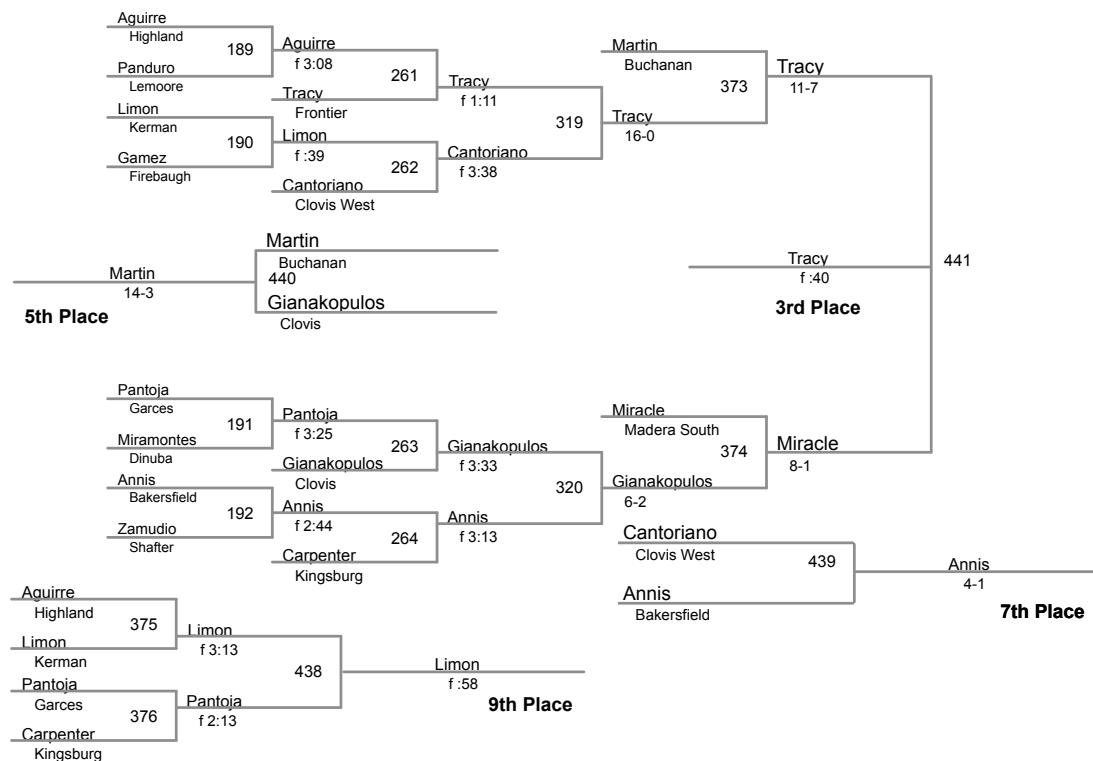 Aguirre
Highland
189
Panduro
Lemoore
Aguirre
f 3:08
261
Tracy
Frontier
Limon
Kerman
190
Gamez
Firebaugh
Limon
f :39
262
Cantoriano
Clovis West
Tracy
f 1:11
319
Cantoriano
f 3:38
Martin
Buchanan
373
Tracy
16-0
Tracy
11-7
Martin
Buchanan
440
Gianakopulos
Clovis
Martin
14-3
5th Place
Tracy
f :40
3rd Place
441
Pantoja
Garces
191
Miramontes
Dinuba
Pantoja
f 3:25
263
Gianakopulos
Clovis
Annis
Bakersfield
192
Zamudio
Shafter
Annis
f 2:44
264
Carpenter
Kingsburg
Gianakopulos
f 3:33
320
Annis
f 3:13
Miracle
Madera South
374
Gianakopulos
6-2
Miracle
8-1
Cantoriano
Clovis West
439
Annis
Bakersfield
Annis
4-1
7th Place
Aguirre
Highland
375
Limon
Kerman
Limon
f 3:13
438
Pantoja
Garces
376
Carpenter
Kingsburg
Pantoja
f 2:13
Limon
f :58
9th Place